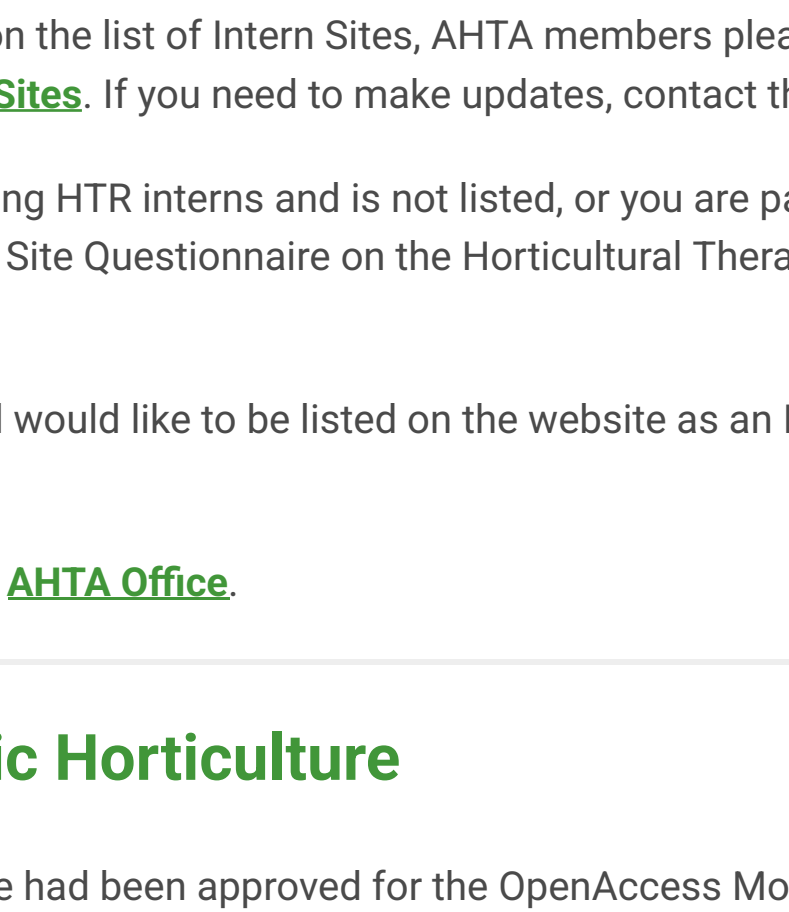 on the list of Intern Sites, AHTA members plea
Sites. If you need to make updates, contact th
ng HTR interns and is not listed, or you are pa
Site Questionnaire on the Horticultural Thera
would like to be listed on the website as an
AHTA Office.
ic Horticulture
e had been approved for the OpenAccess Mo